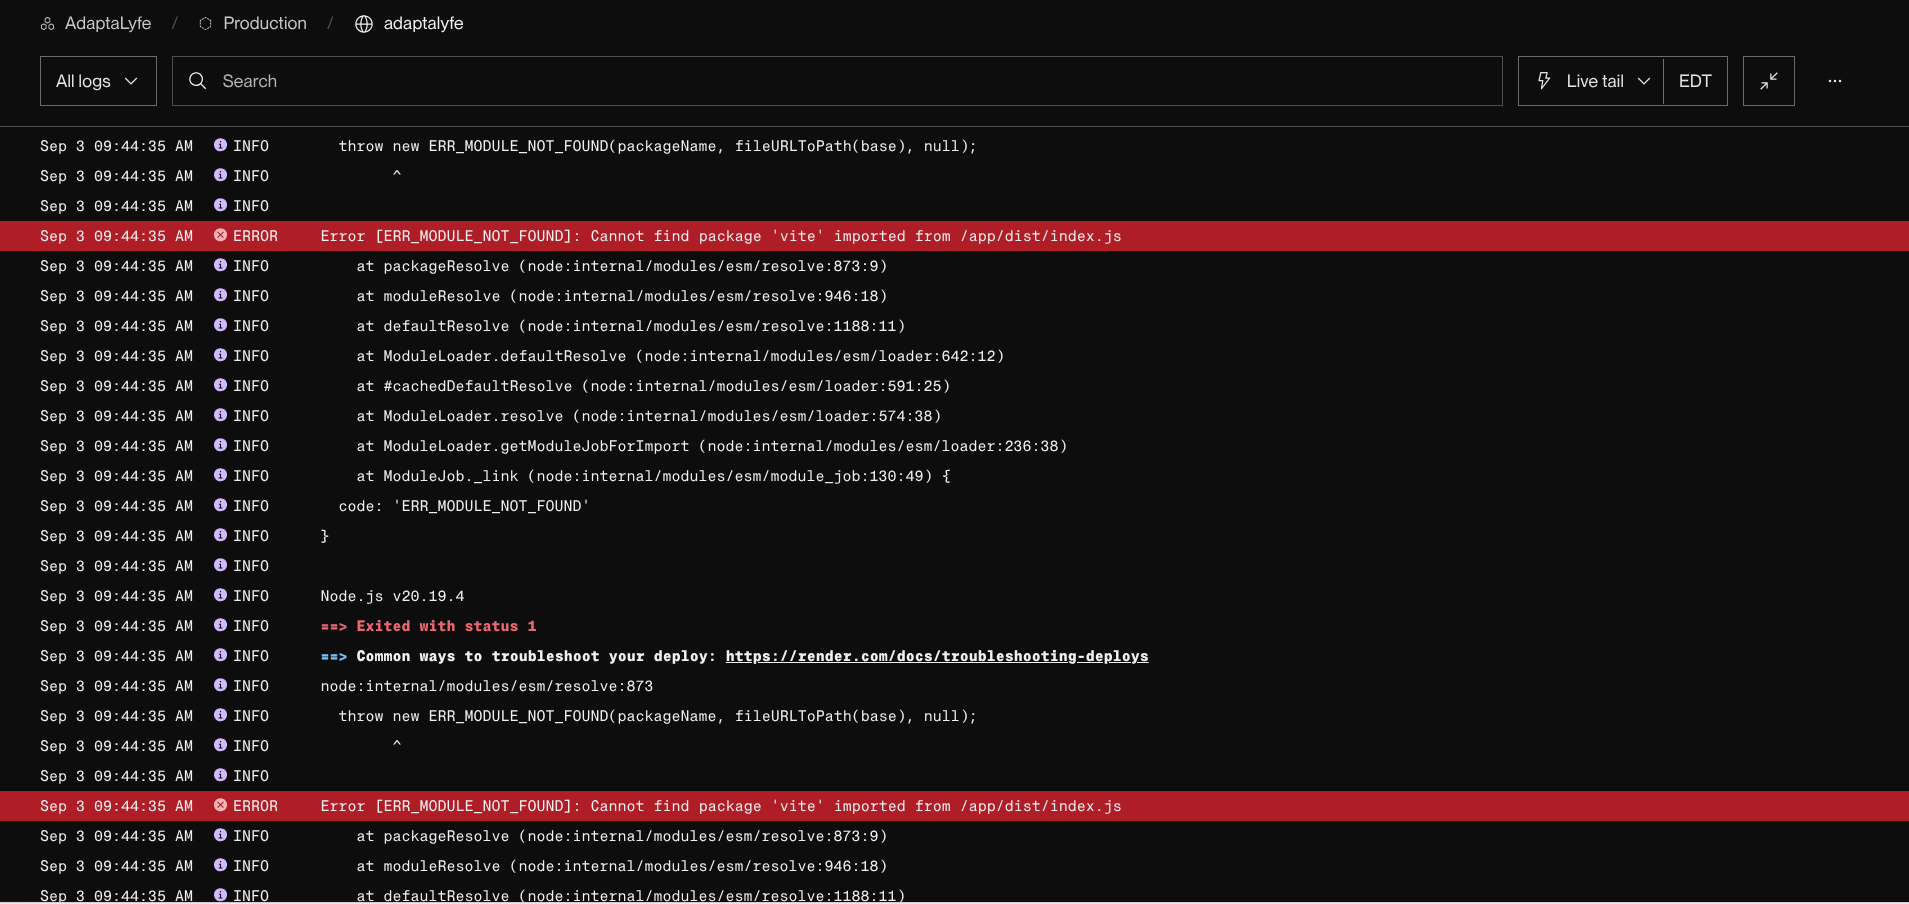 AdaptaLyfe / Production / adaptalyfe
All logs Search Live tail EDT ...
Sep 3 09:44:35 AM INFO throw new ERR_MODULE_NOT_FOUND(packageName, fileURLToPath(base), null);
Sep 3 09:44:35 AM INFO ^
Sep 3 09:44:35 AM INFO
Sep 3 09:44:35 AM ERROR Error [ERR_MODULE_NOT_FOUND]: Cannot find package 'vite' imported from /app/dist/index.js
Sep 3 09:44:35 AM INFO at packageResolve (node:internal/modules/esm/resolve:873:9)
Sep 3 09:44:35 AM INFO at moduleResolve (node:internal/modules/esm/resolve:946:18)
Sep 3 09:44:35 AM INFO at defaultResolve (node:internal/modules/esm/resolve:1188:11)
Sep 3 09:44:35 AM INFO at ModuleLoader.defaultResolve (node:internal/modules/esm/loader:642:12)
Sep 3 09:44:35 AM INFO at #cachedDefaultResolve (node:internal/modules/esm/loader:591:25)
Sep 3 09:44:35 AM INFO at ModuleLoader.resolve (node:internal/modules/esm/loader:574:38)
Sep 3 09:44:35 AM INFO at ModuleLoader.getModuleJobForImport (node:internal/modules/esm/loader:236:38)
Sep 3 09:44:35 AM INFO at ModuleJob._link (node:internal/modules/esm/module_job:130:49) {
Sep 3 09:44:35 AM INFO code: 'ERR_MODULE_NOT_FOUND'
Sep 3 09:44:35 AM INFO }
Sep 3 09:44:35 AM INFO
Sep 3 09:44:35 AM INFO Node.js v20.19.4
Sep 3 09:44:35 AM INFO ==> Exited with status 1
Sep 3 09:44:35 AM INFO ==> Common ways to troubleshoot your deploy: https://render.com/docs/troubleshooting-deploys
Sep 3 09:44:35 AM INFO node:internal/modules/esm/resolve:873
Sep 3 09:44:35 AM INFO throw new ERR_MODULE_NOT_FOUND(packageName, fileURLToPath(base), null);
Sep 3 09:44:35 AM INFO ^
Sep 3 09:44:35 AM INFO
Sep 3 09:44:35 AM ERROR Error [ERR_MODULE_NOT_FOUND]: Cannot find package 'vite' imported from /app/dist/index.js
Sep 3 09:44:35 AM INFO at packageResolve (node:internal/modules/esm/resolve:873:9)
Sep 3 09:44:35 AM INFO at moduleResolve (node:internal/modules/esm/resolve:946:18)
Sep 3 09:44:35 AM INFO at defaultResolve (node:internal/modules/esm/resolve:1188:11)